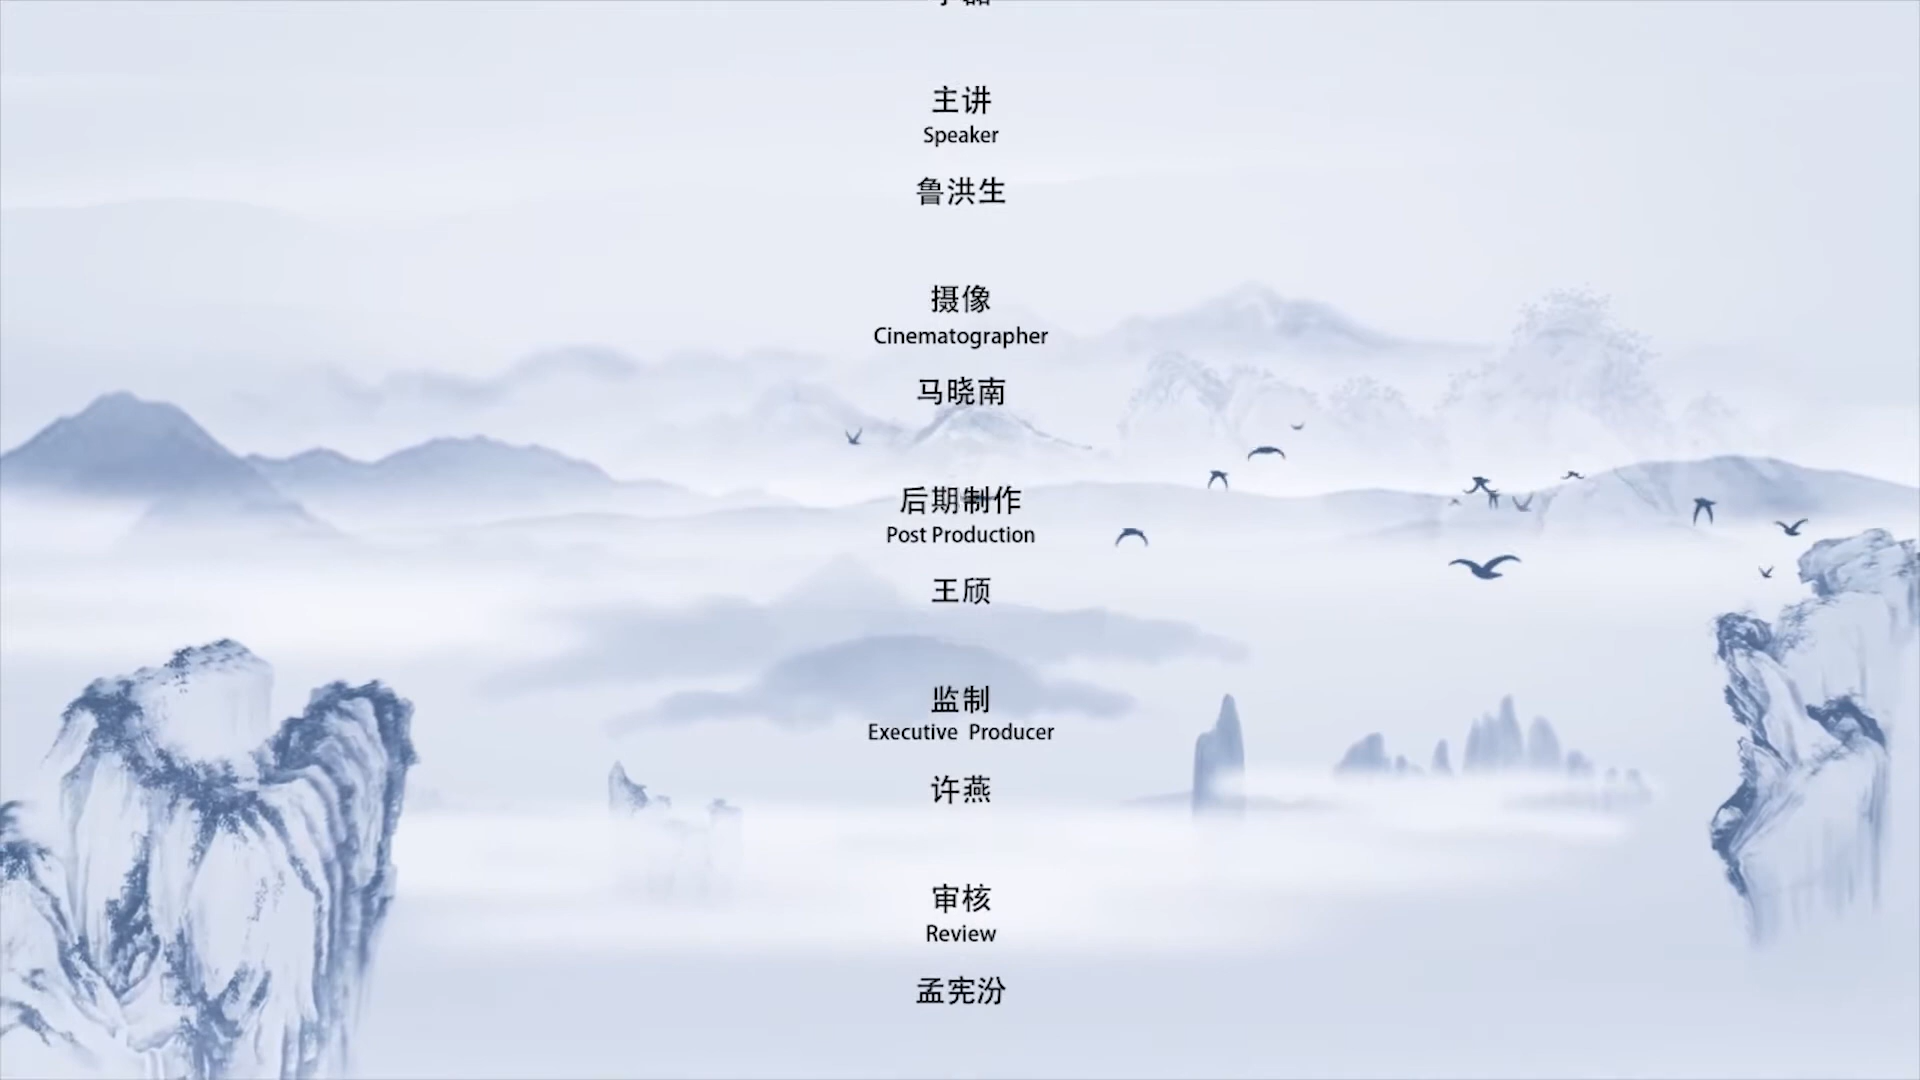 主讲
Speaker
鲁洪生
摄像
Cinematographer
马晓南
后期制作
Post Production
王颀
监制
Executive Producer
许燕
审核
Review
孟宪汾